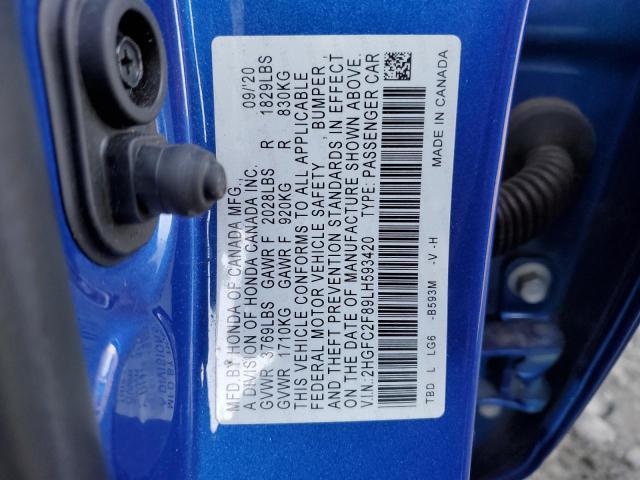 MFD.BY HONDA OF CANADA MFG., 09/'20
A DIVISION OF HONDA CANADA INC.
GVWR 3769LBS GAWR F 2028LBS R 1829LBS
GVWR 1710KG GAWR F 920KG R 830KG
THIS VEHICLE CONFORMS TO ALL APPLICABLE
FEDERAL MOTOR VEHICLE SAFETY , BUMPER ,
AND THEFT PREVENTION STANDARDS IN EFFECT
ON THE DATE OF MANUFACTURE SHOWN ABOVE.
V.I.N.:2HGFC2F89LH593420 TYPE: PASSENGER CAR
TBD L LG6 -B593M -V -H MADE IN CANADA